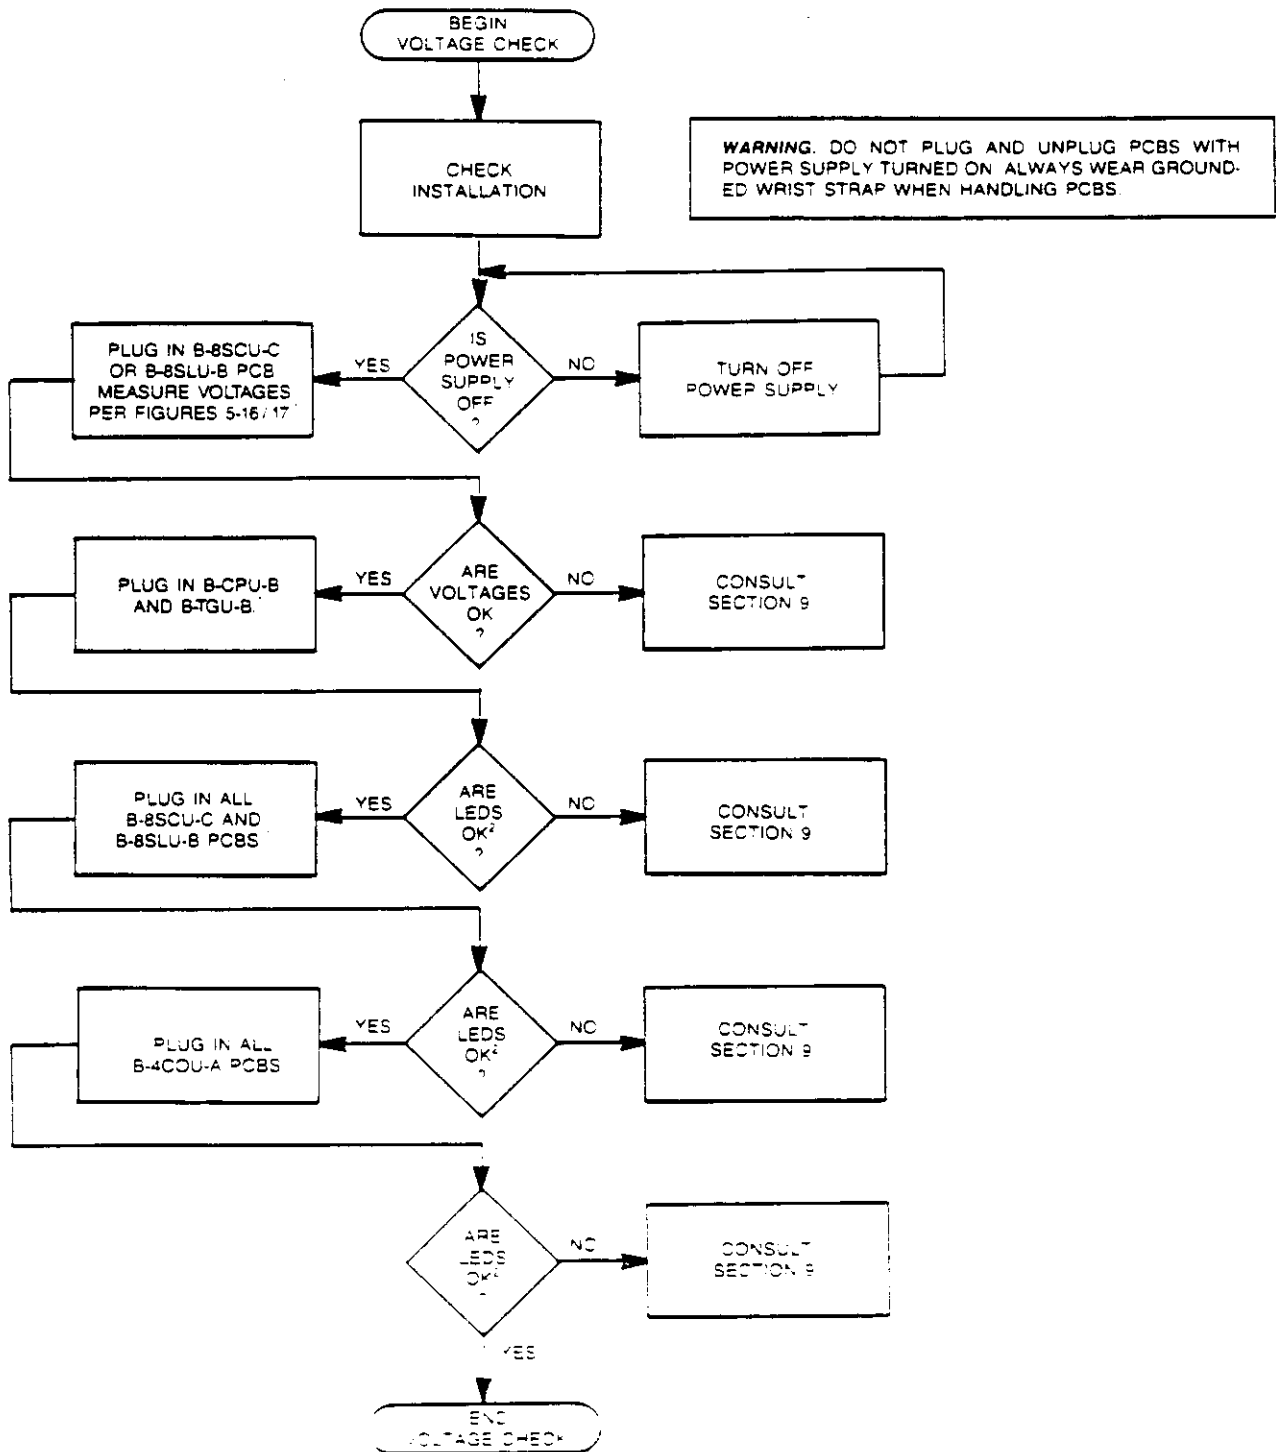 BEGIN
VOLTAGE CHECK
CHECK
INSTALLATION
WARNING: DO NOT PLUG AND UNPLUG PCBS WITH
POWER SUPPLY TURNED ON. ALWAYS WEAR GROUND-
ED WRIST STRAP WHEN HANDLING PCBS.
PLUG IN B-8SCU-C
OR B-8SLU-B PCB
MEASURE VOLTAGES
PER FIGURES 5-16/17
YES
IS
POWER
SUPPLY
OFF
?
NO
TURN OFF
POWER SUPPLY
PLUG IN B-CPU-B
AND B-TGU-B.
YES
ARE
VOLTAGES
OK
?
NO
CONSULT
SECTION 9
PLUG IN ALL
B-8SCU-C AND
B-8SLU-B PCBS
YES
ARE
LEDS
OK²
?
NO
CONSULT
SECTION 9
PLUG IN ALL
B-4COU-A PCBS
YES
ARE
LEDS
OK²
?
NO
CONSULT
SECTION 9
ARE
LEDS
OK²
?
NO
CONSULT
SECTION 9
YES
END
VOLTAGE CHECK